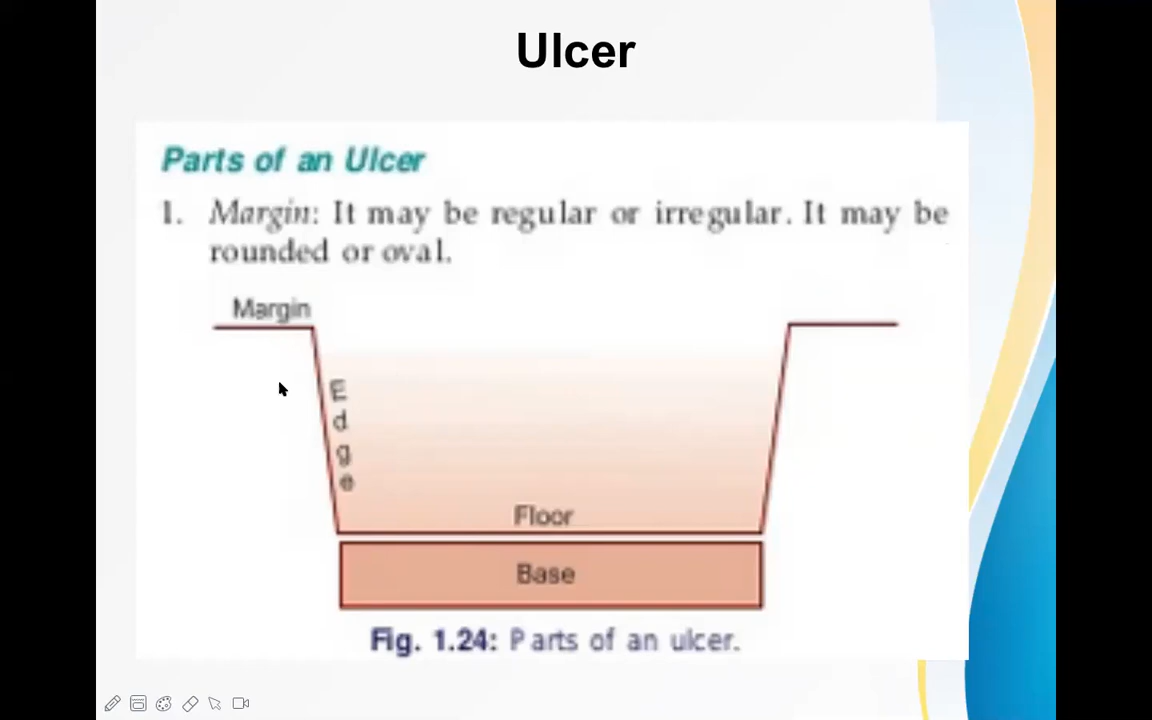 Ulcer
Parts of an Ulcer
1. Margin: It may be regular or irregular. It may be
rounded or oval.
Margin
Edge
Floor
Base
Fig. 1.24: Parts of an ulcer.